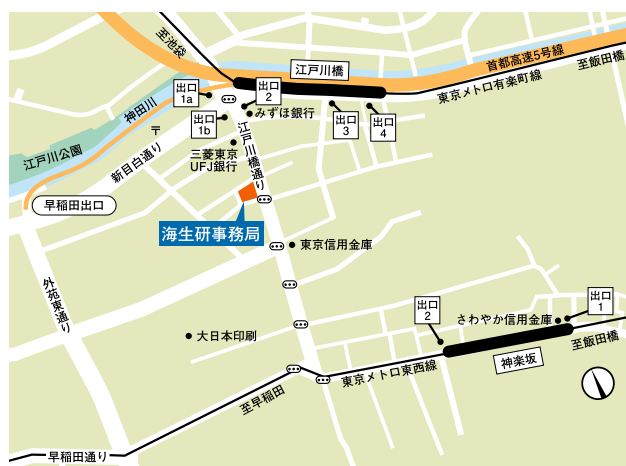 至池袋
江戸川橋
首都高速5号線
至飯田橋
東京メトロ有楽町線
出口
1a
出口
2
みずほ銀行
出口
3
出口
4
神田川
〒
出口
1b
江戸川公園
新目白通り
三菱東京
UFJ銀行
江戸川橋通り
早稲田出口
海生研事務局
東京信用金庫
外苑東通り
出口
2
出口
1
さわやか信用金庫
大日本印刷
神楽坂
至飯田橋
東京メトロ東西線
至早稲田
早稲田通り